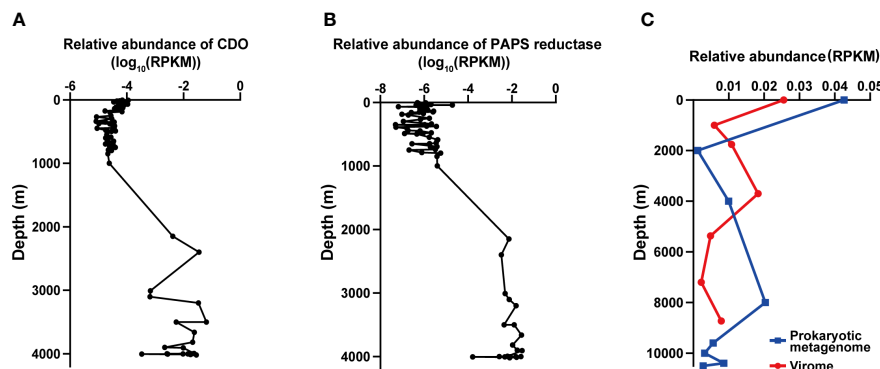 A
Relative abundance of CDO
(log10(RPKM))
-6 -4 -2 0
0
1000
2000
3000
4000
Depth (m)
B
Relative abundance of PAPS reductase
(log10(RPKM))
-8 -6 -4 -2 0
0
1000
2000
3000
4000
Depth (m)
C
Relative abundance(RPKM)
0.01 0.02 0.03 0.04 0.05
0
2000
4000
6000
8000
10000
Depth (m)
Prokaryotic
metagenome
Virome